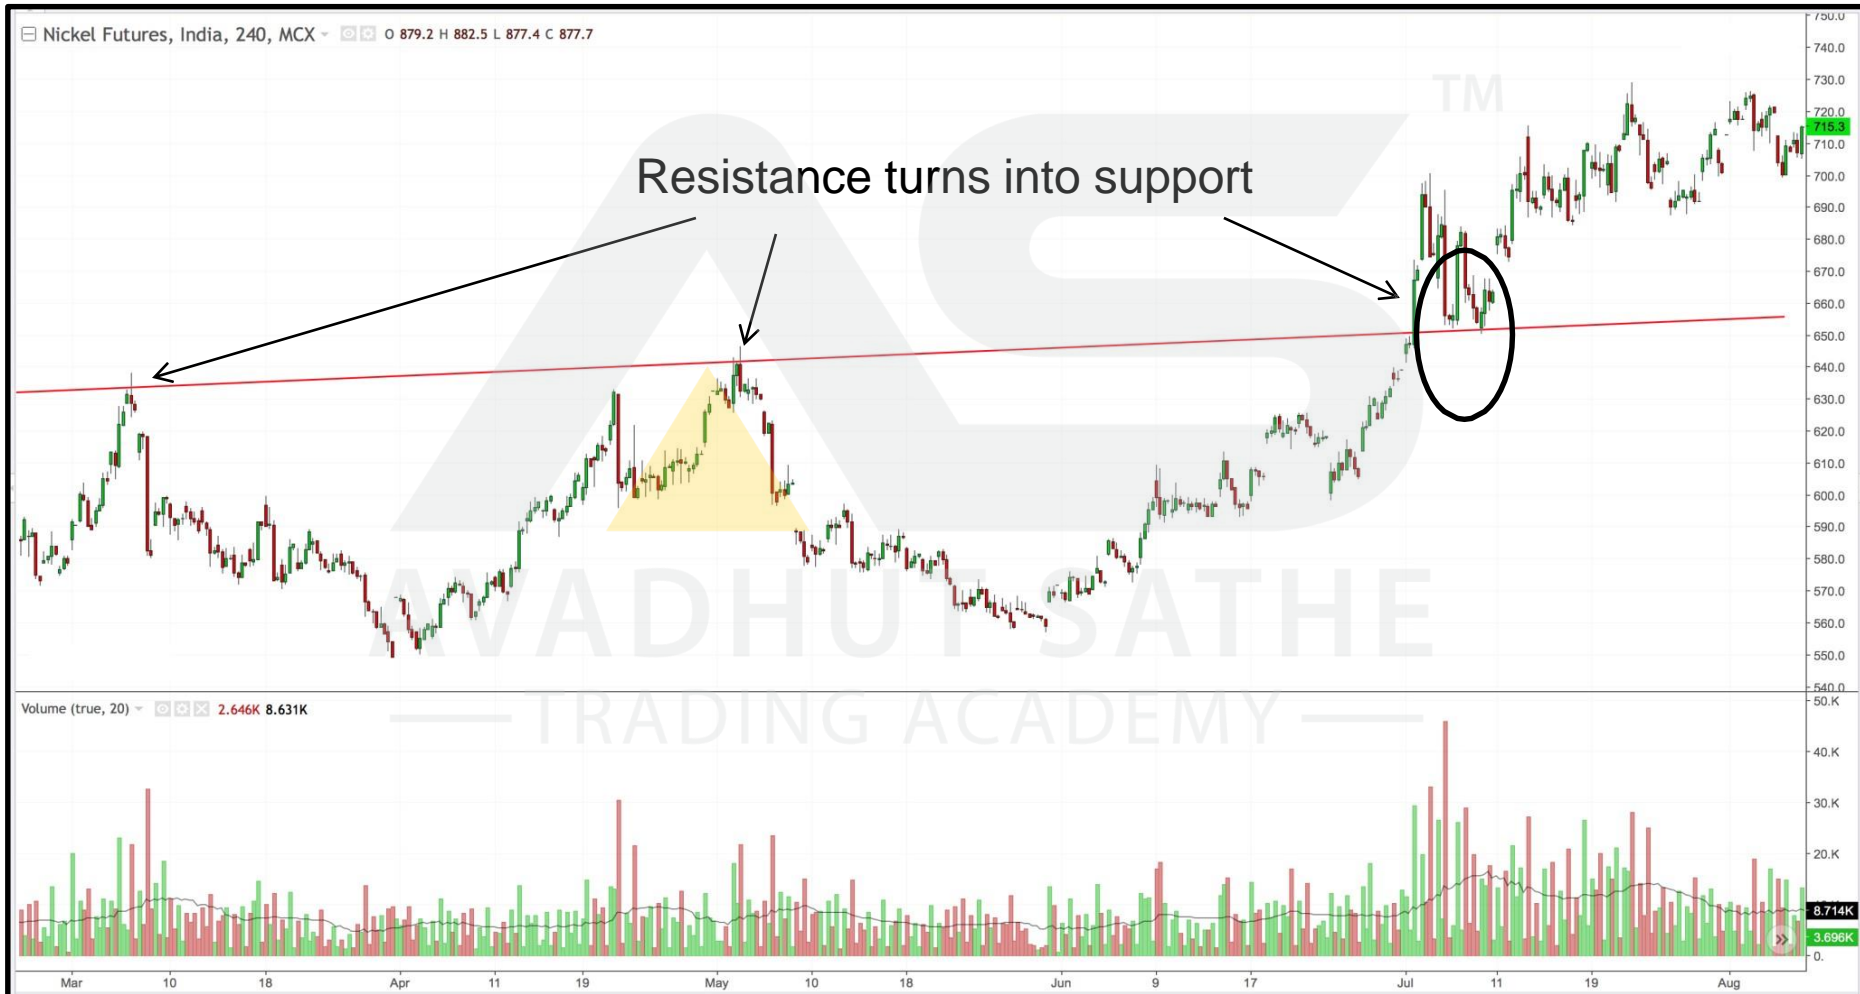 Nickel Futures, India, 240, MCX O 879.2 H 882.5 L 877.4 C 877.7
TM
Resistance turns into support
AVADHUT SATHE
TRADING ACADEMY
750.0
740.0
730.0
720.0
715.3
710.0
700.0
690.0
680.0
670.0
660.0
650.0
640.0
630.0
620.0
610.0
600.0
590.0
580.0
570.0
560.0
550.0
540.0
Volume (true, 20) 2.646K 8.631K
50.K
40.K
30.K
20.K
8.714K
3.696K
0.
Mar 10 18 Apr 11 19 May 10 18 Jun 9 17 Jul 11 19 Aug